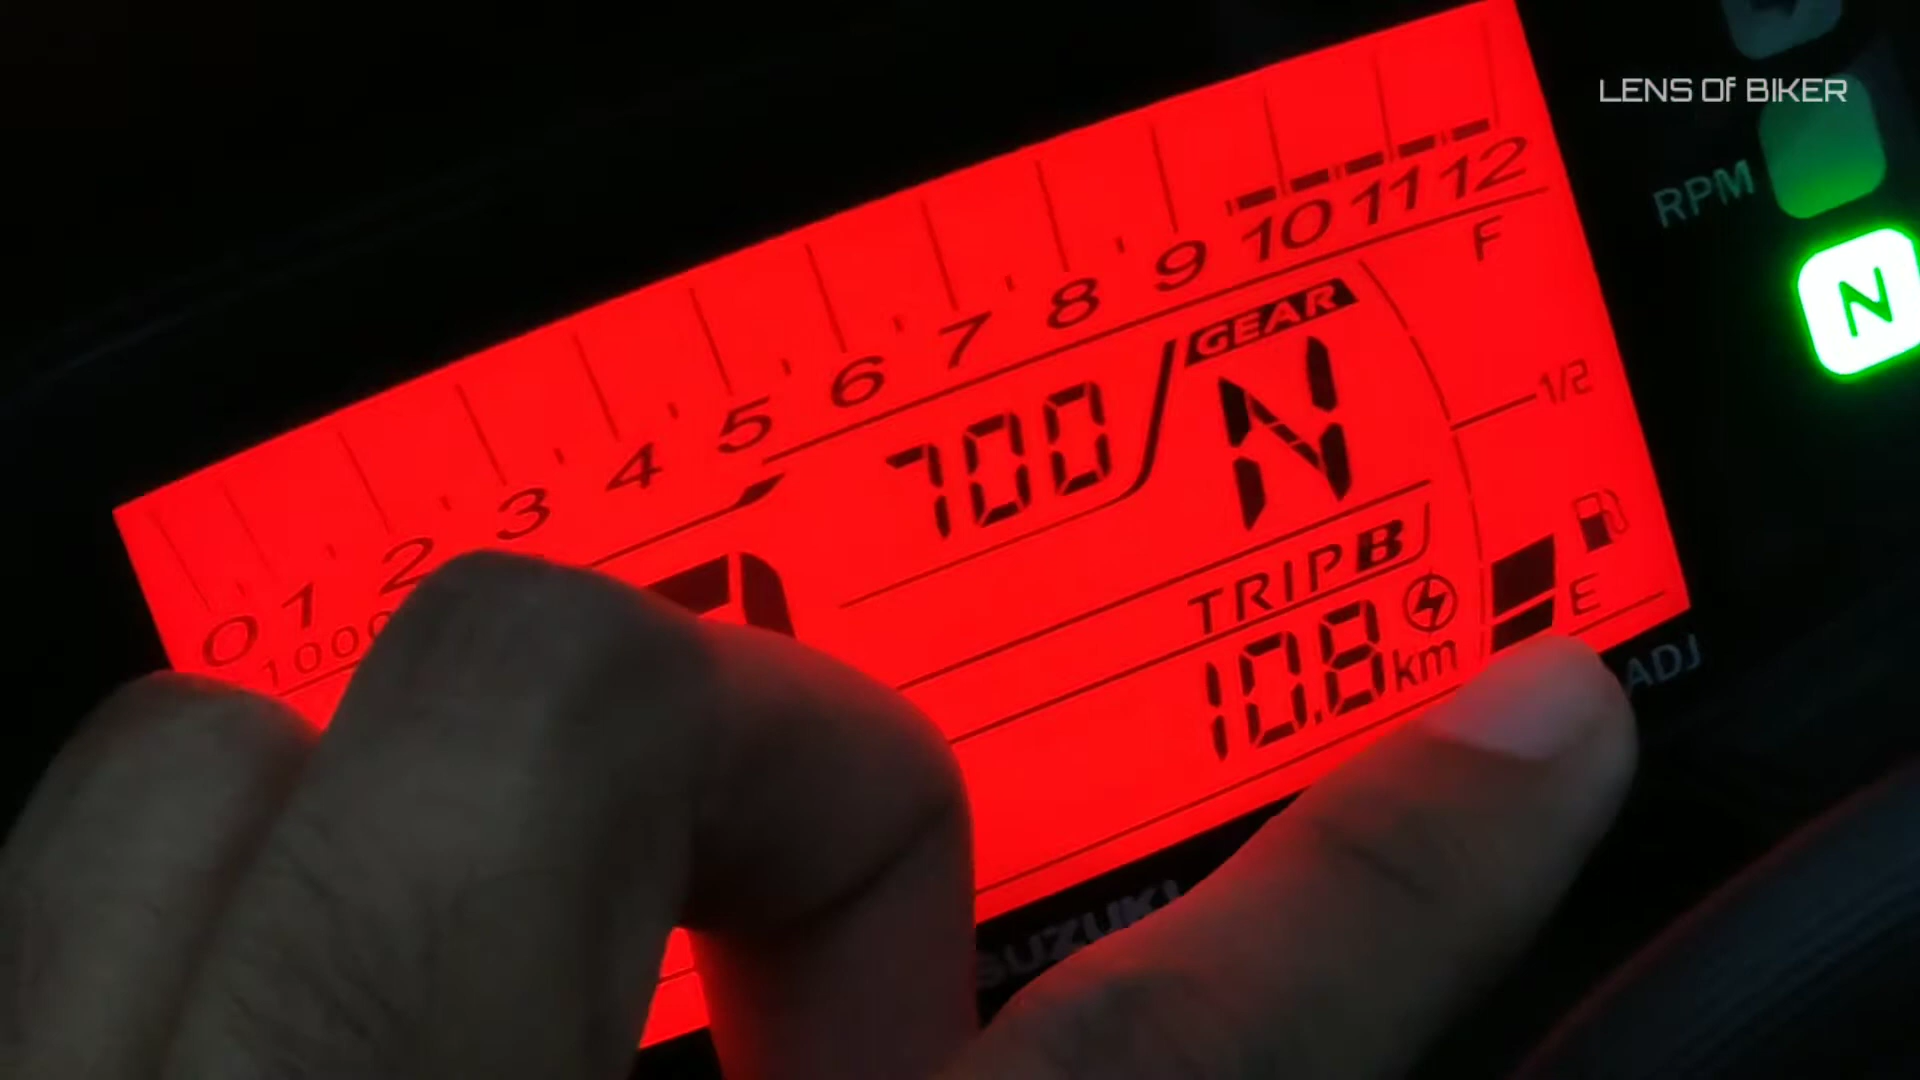 LENS Of BIKER
RPM
N
0 1 2 3 4 5 6 7 8 9 10 11 12
1000
F
GEAR
700 N
1/2
TRIP B
10.8 km
E
ADJ
SUZUKI